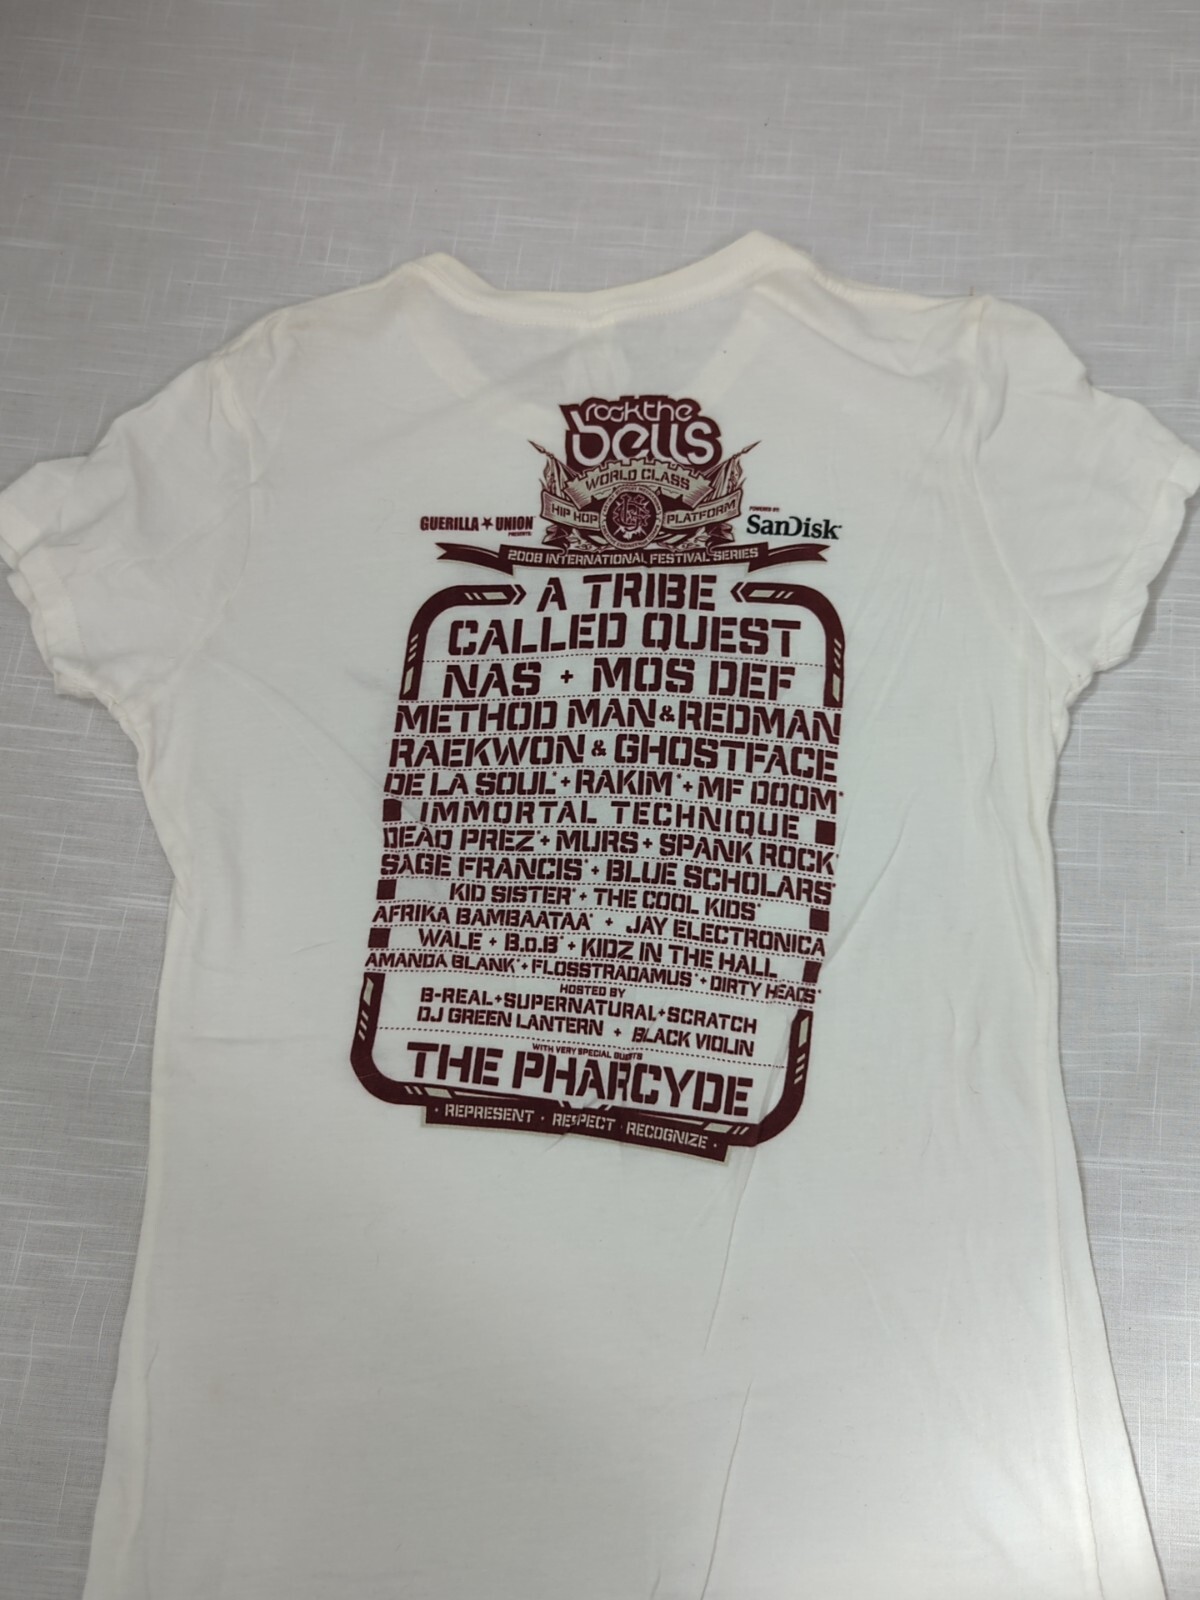 rock the
bells
WORLD CLASS
HIP HOP PLATFORM
GUERILLA ★ UNION
PRESENTS:
POWERED BY
SanDisk
2008 INTERNATIONAL FESTIVAL SERIES
A TRIBE
CALLED QUEST
NAS + MOS DEF
METHOD MAN & REDMAN
RAEKWON & GHOSTFACE
DE LA SOUL* + RAKIM* + MF DOOM*
IMMORTAL TECHNIQUE
DEAD PREZ* + MURS + SPANK ROCK*
SAGE FRANCIS* + BLUE SCHOLARS*
KID SISTER* + THE COOL KIDS*
AFRIKA BAMBAATAA* + JAY ELECTRONICA
WALE + B.o.B* + KIDZ IN THE HALL
AMANDA BLANK* + FLOSSTRADAMUS* + DIRTY HEADS*
HOSTED BY
B-REAL + SUPERNATURAL + SCRATCH
DJ GREEN LANTERN + BLACK VIOLIN
WITH VERY SPECIAL GUESTS
THE PHARCYDE
· REPRESENT · RESPECT · RECOGNIZE ·